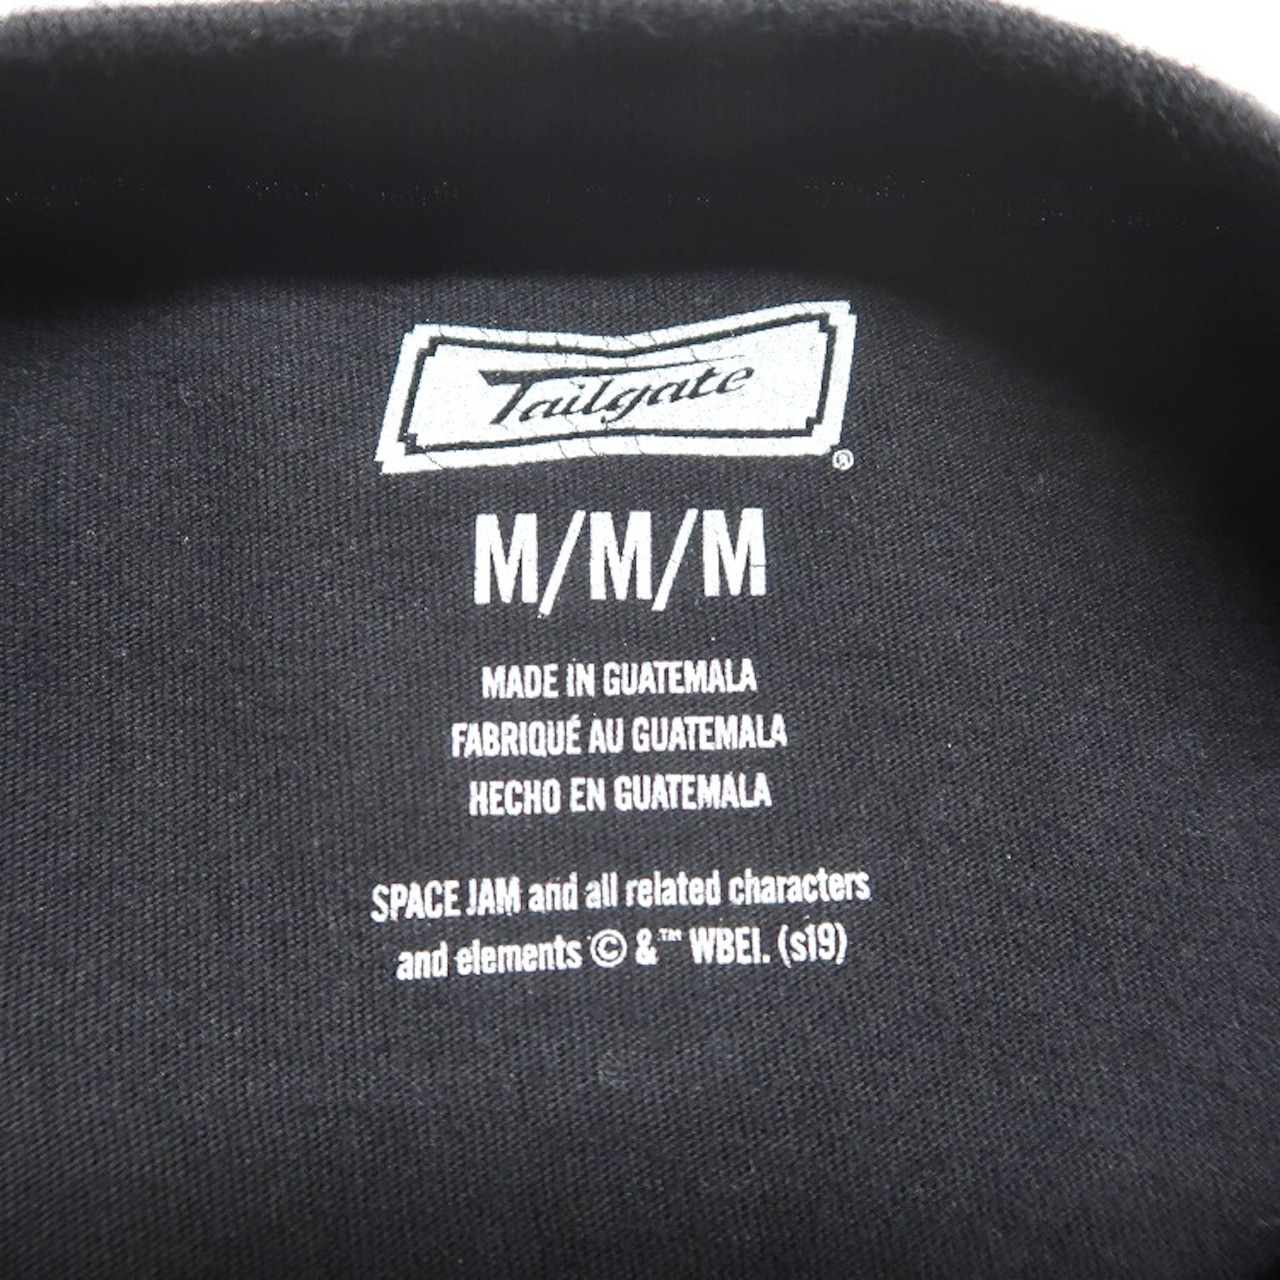 Tailgate
®
M/M/M
MADE IN GUATEMALA
FABRIQUÉ AU GUATEMALA
HECHO EN GUATEMALA
SPACE JAM and all related characters
and elements © & ™ WBEI. (s19)